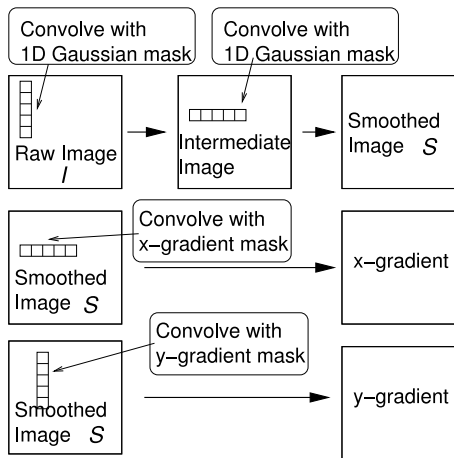 Convolve with
1D Gaussian mask
Convolve with
1D Gaussian mask
Raw Image
I
Intermediate
Image
Smoothed
Image S
Convolve with
x−gradient mask
Smoothed
Image S
x−gradient
Convolve with
y−gradient mask
Smoothed
Image S
y−gradient